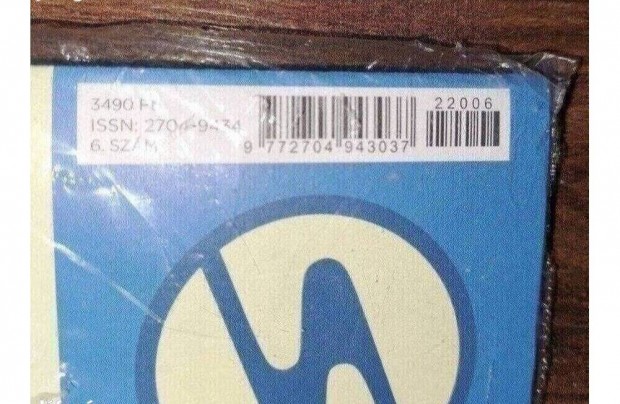 3490 Ft
ISSN: 2704-9434
6. SZÁM
22006
9 772704 943037